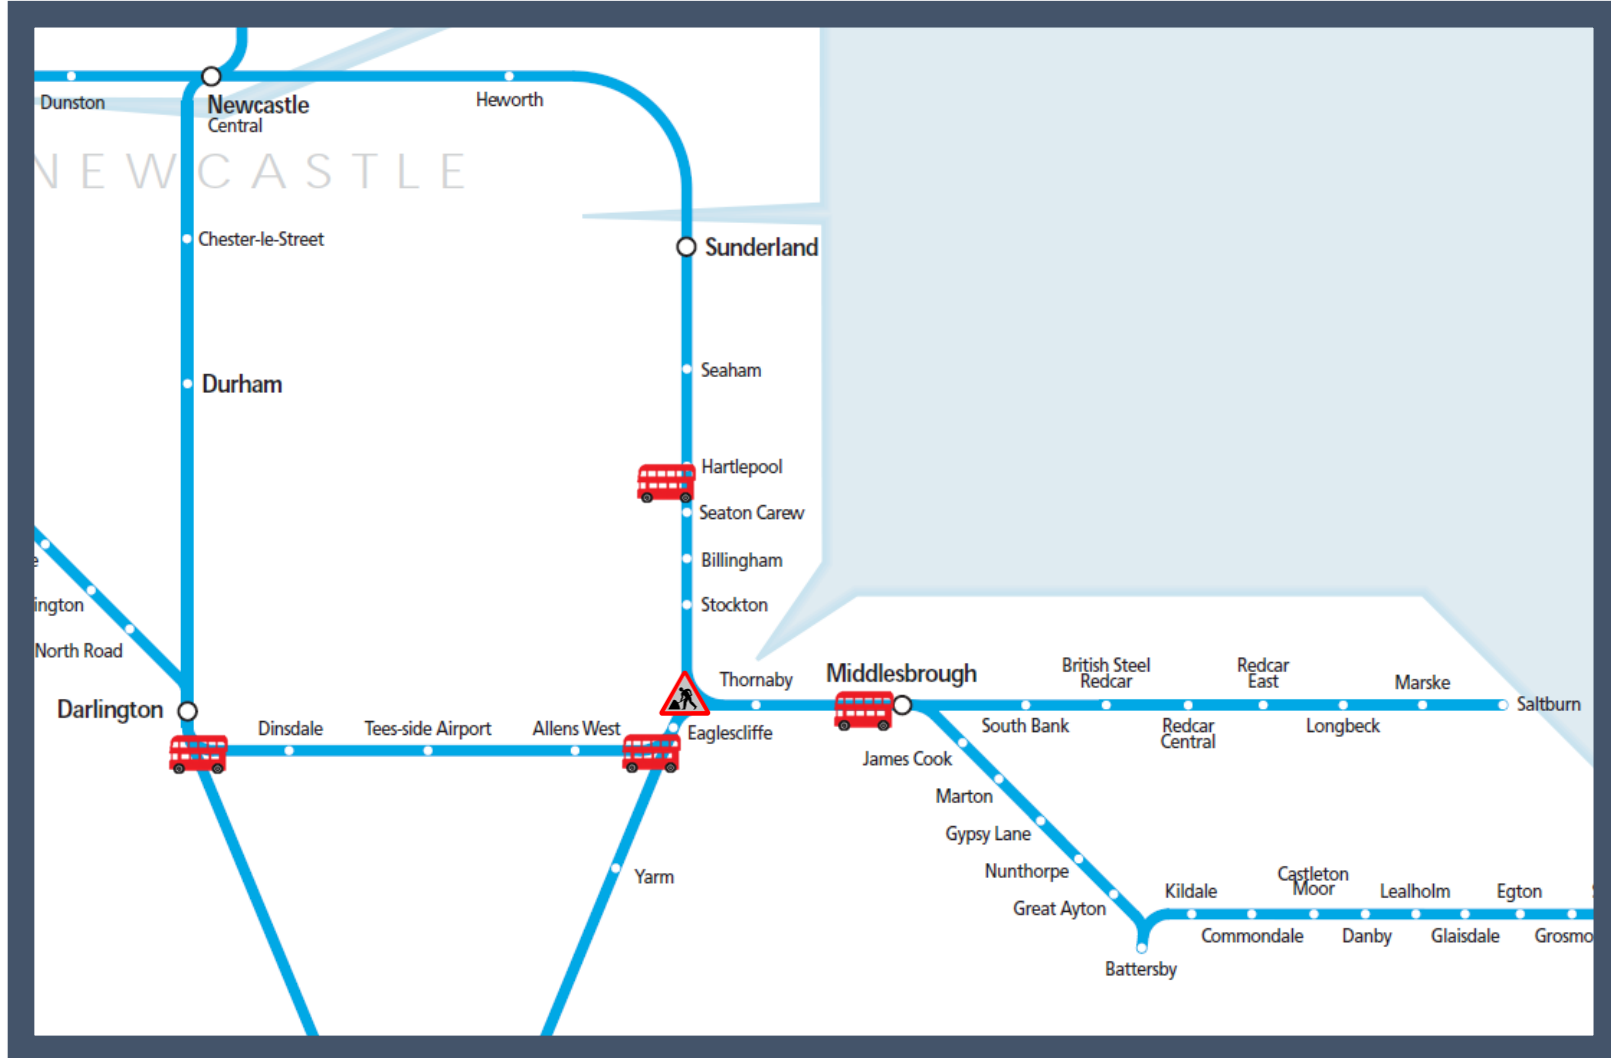 Dunston
Newcastle
Central
Heworth
NEWCASTLE
Chester-le-Street
Sunderland
Seaham
Durham
Hartlepool
Seaton Carew
Billingham
Stockton
e
ington
North Road
Darlington
Dinsdale
Tees-side Airport
Allens West
Eaglescliffe
Thornaby
Middlesbrough
British Steel
Redcar
Redcar
East
Marske
Saltburn
South Bank
Redcar
Central
Longbeck
James Cook
Marton
Gypsy Lane
Nunthorpe
Great Ayton
Yarm
Kildale
Castleton
Moor
Lealholm
Egton
Commondale
Danby
Glaisdale
Grosmo
Battersby